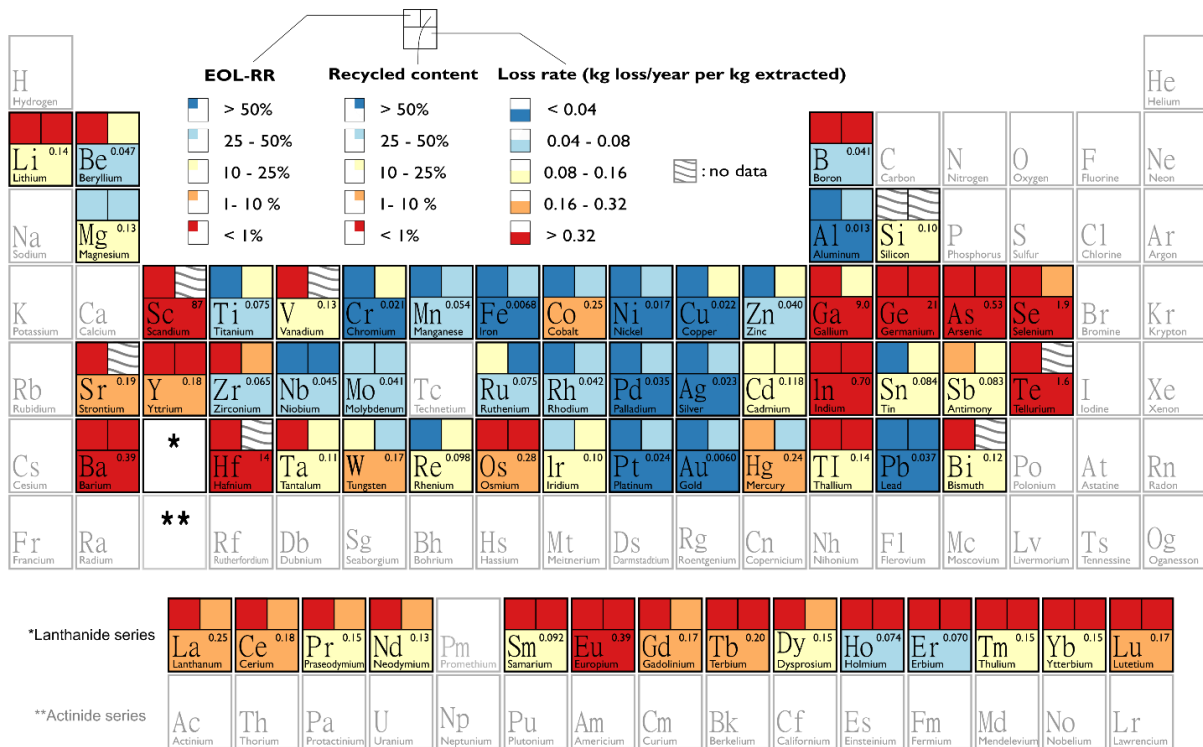 EOL-RR Recycled content Loss rate (kg loss/year per kg extracted)
> 50% > 50% < 0.04
25 - 50% 25 - 50% 0.04 - 0.08
10 - 25% 10 - 25% 0.08 - 0.16
1- 10 % 1- 10 % 0.16 - 0.32
< 1% < 1% > 0.32
: no data
H He
Hydrogen Helium
Li 0.14 Be 0.047 B 0.041 C N O F Ne
Lithium Beryllium Boron Carbon Nitrogen Oxygen Fluorine Neon
Na Mg 0.13 Al 0.013 Si 0.10 P S Cl Ar
Sodium Magnesium Aluminum Silicon Phosphorus Sulfur Chlorine Argon
K Ca Sc 87 Ti 0.075 V 0.13 Cr 0.021 Mn 0.054 Fe 0.0068 Co 0.25 Ni 0.017 Cu 0.022 Zn 0.040 Ga 9.0 Ge 21 As 0.53 Se 1.9 Br Kr
Potassium Calcium Scandium Titanium Vanadium Chromium Manganese Iron Cobalt Nickel Copper Zinc Gallium Germanium Arsenic Selenium Bromine Krypton
Rb Sr 0.19 Y 0.18 Zr 0.065 Nb 0.045 Mo 0.041 Tc Ru 0.075 Rh 0.042 Pd 0.035 Ag 0.023 Cd 0.118 In 0.70 Sn 0.084 Sb 0.083 Te 1.6 I Xe
Rubidium Strontium Yttrium Zirconium Niobium Molybdenum Technetium Ruthenium Rhodium Palladium Silver Cadmium Indium Tin Antimony Tellurium Iodine Xenon
Cs Ba 0.39 * Hf 14 Ta 0.11 W 0.17 Re 0.098 Os 0.28 Ir 0.10 Pt 0.024 Au 0.0060 Hg 0.24 TI 0.14 Pb 0.037 Bi 0.12 Po At Rn
Cesium Barium Hafnium Tantalum Tungsten Rhenium Osmium Iridium Platinum Gold Mercury Thallium Lead Bismuth Polonium Astatine Radon
Fr Ra ** Rf Db Sg Bh Hs Mt Ds Rg Cn Nh Fl Mc Lv Ts Og
Francium Radium Rutherfordium Dubnium Seaborgium Bohrium Hassium Meitnerium Darmstadtium Roentgenium Copernicium Nihonium Flerovium Moscovium Livermorium Tennessine Oganesson
*Lanthanide series La 0.25 Ce 0.18 Pr 0.15 Nd 0.13 Pm Sm 0.092 Eu 0.39 Gd 0.17 Tb 0.20 Dy 0.15 Ho 0.074 Er 0.070 Tm 0.15 Yb 0.15 Lu 0.17
Lanthanum Cerium Praseodymium Neodymium Promethium Samarium Europium Gadolinium Terbium Dysprosium Holmium Erbium Thulium Ytterbium Lutetium
**Actinide series Ac Th Pa U Np Pu Am Cm Bk Cf Es Fm Md No Lr
Actinium Thorium Protactinium Uranium Neptunium Plutonium Americium Curium Berkelium Californium Einsteinium Fermium Mendelevium Nobelium Lawrencium